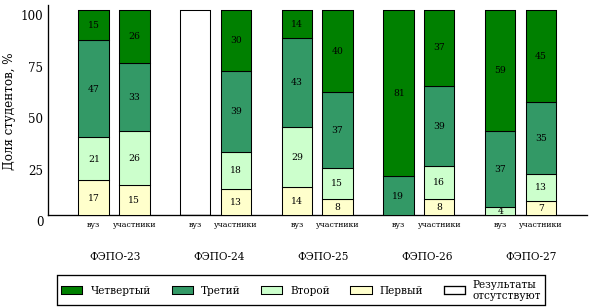 Доля студентов, %
100
75
50
25
0
15 47 21 17
26 33 26 15
30 39 18 13
14 43 29 14
40 37 15 8
81 19
37 39 16 8
59 37 4
45 35 13 7
вуз участники вуз участники вуз участники вуз участники вуз участники
ФЭПО-23 ФЭПО-24 ФЭПО-25 ФЭПО-26 ФЭПО-27
Четвертый Третий Второй Первый Результаты
отсутствуют